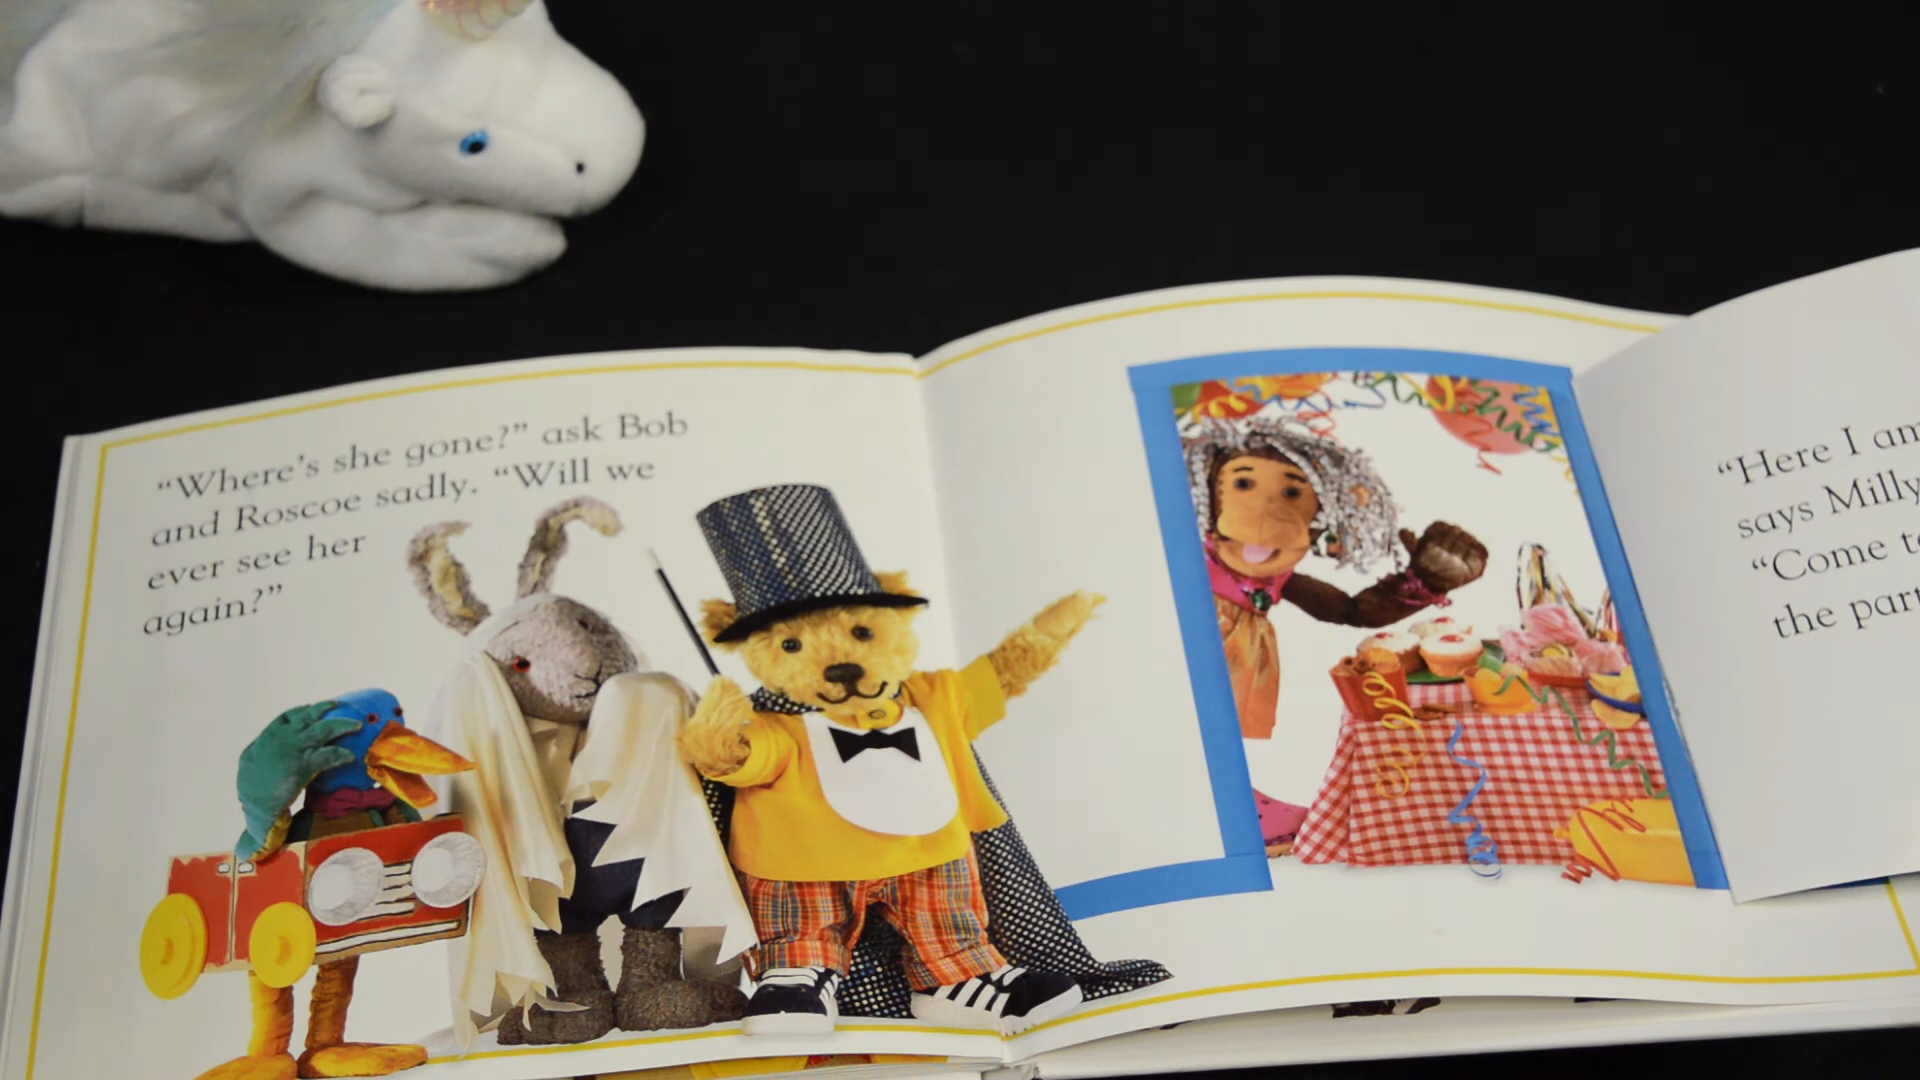 “Where’s she gone?” ask Bob
and Roscoe sadly. “Will we
ever see her
again?”
“Here I am
says Milly
“Come to
the part